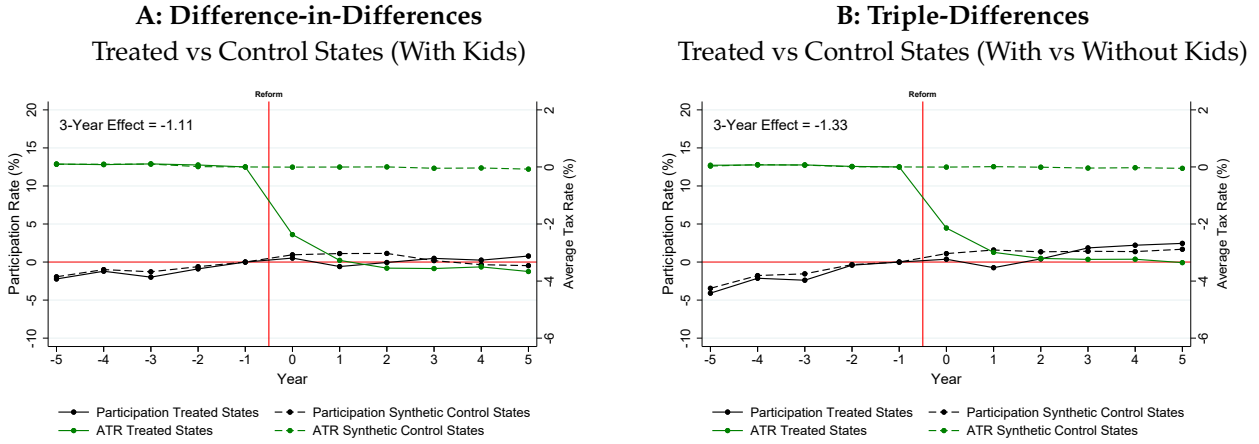 A: Difference-in-Differences
Treated vs Control States (With Kids)
Reform
3-Year Effect = -1.11
Participation Rate (%)
20
15
10
5
0
-5
-10
Average Tax Rate (%)
2
0
-2
-4
-6
-5 -4 -3 -2 -1 0 1 2 3 4 5
Year
Participation Treated States
Participation Synthetic Control States
ATR Treated States
ATR Synthetic Control States
B: Triple-Differences
Treated vs Control States (With vs Without Kids)
Reform
3-Year Effect = -1.33
Participation Rate (%)
20
15
10
5
0
-5
-10
Average Tax Rate (%)
2
0
-2
-4
-6
-5 -4 -3 -2 -1 0 1 2 3 4 5
Year
Participation Treated States
Participation Synthetic Control States
ATR Treated States
ATR Synthetic Control States